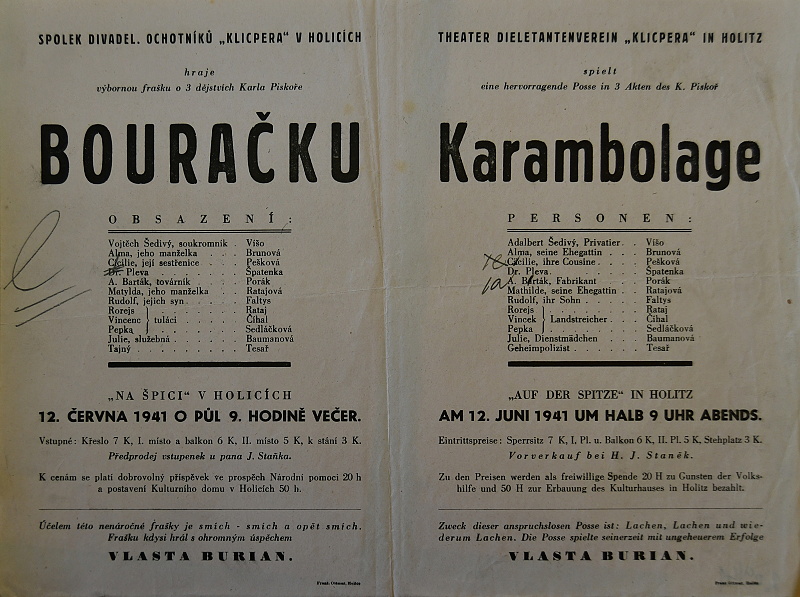 SPOLEK DIVADEL. OCHOTNÍKŮ „KLICPERA“ V HOLICÍCH
hraje
výbornou frašku o 3 dějstvích Karla Piskoře
BOURAČKU
OBSAZENÍ:
Vojtěch Šedivý, soukromník . Víšo
Alma, jeho manželka . . . Brunová
Cecilie, její sestřenice . . . Pešková
Dr. Pleva . . . . . . . Špatenka
A. Barták, továrník . . . . Porák
Matylda, jeho manželka . . Ratajová
Rudolf, jejich syn . . . . . Faltys
Rorejs } . . . . . . Rataj
Vincenc } tuláci . . . . Číhal
Pepka } . . . . . . Sedláčková
Julie, služebná . . . . . Baumanová
Tajný . . . . . . . . Tesař
„NA ŠPICI“ V HOLICÍCH
12. ČERVNA 1941 O PŮL 9. HODINĚ VEČER.
Vstupné: Křeslo 7 K, I. místo a balkon 6 K, II. místo 5 K, k stání 3 K.
Předprodej vstupenek u pana J. Staňka.
K cenám se platí dobrovolný příspěvek ve prospěch Národní pomoci 20 h
a postavení Kulturního domu v Holicích 50 h.
Účelem této nenáročné frašky je smích - smích a opět smích.
Frašku kdysi hrál s ohromným úspěchem
VLASTA BURIAN.
THEATER DIELETANTENVEREIN „KLICPERA“ IN HOLITZ
spielt
eine hervorragende Posse in 3 Akten des K. Piskoř
Karambolage
PERSONEN:
Adalbert Šedivý, Privatier . . Víšo
Alma, seine Ehegattin . . . Brunová
Cäcilie, ihre Cousine . . . . Pešková
Dr. Pleva . . . . . . . Špatenka
A. Barták, Fabrikant . . . Porák
Mathilde, seine Ehegattin . Ratajová
Rudolf, ihr Sohn . . . . . Faltys
Rorejs } . . . . . . Rataj
Vincek } Landstreicher . . . Číhal
Pepka } . . . . . . Sedláčková
Julie, Dienstmädchen . . . Baumanová
Geheimpolizist . . . . . Tesař
„AUF DER SPITZE“ IN HOLITZ
AM 12. JUNI 1941 UM HALB 9 UHR ABENDS.
Eintrittspreise: Sperrsitz 7 K, I. Pl. u. Balkon 6 K, II. Pl. 5 K, Stehplatz 3 K.
Vorverkauf bei H. J. Staněk.
Zu den Preisen werden als freiwillige Spende 20 H zu Gunsten der Volks-
hilfe und 50 H zur Erbauung des Kulturhauses in Holitz bezahlt.
Zweck dieser anspruchslosen Posse ist: Lachen, Lachen und wie-
derum Lachen. Die Posse spielte seinerzeit mit ungeheuerem Erfolge
VLASTA BURIAN.